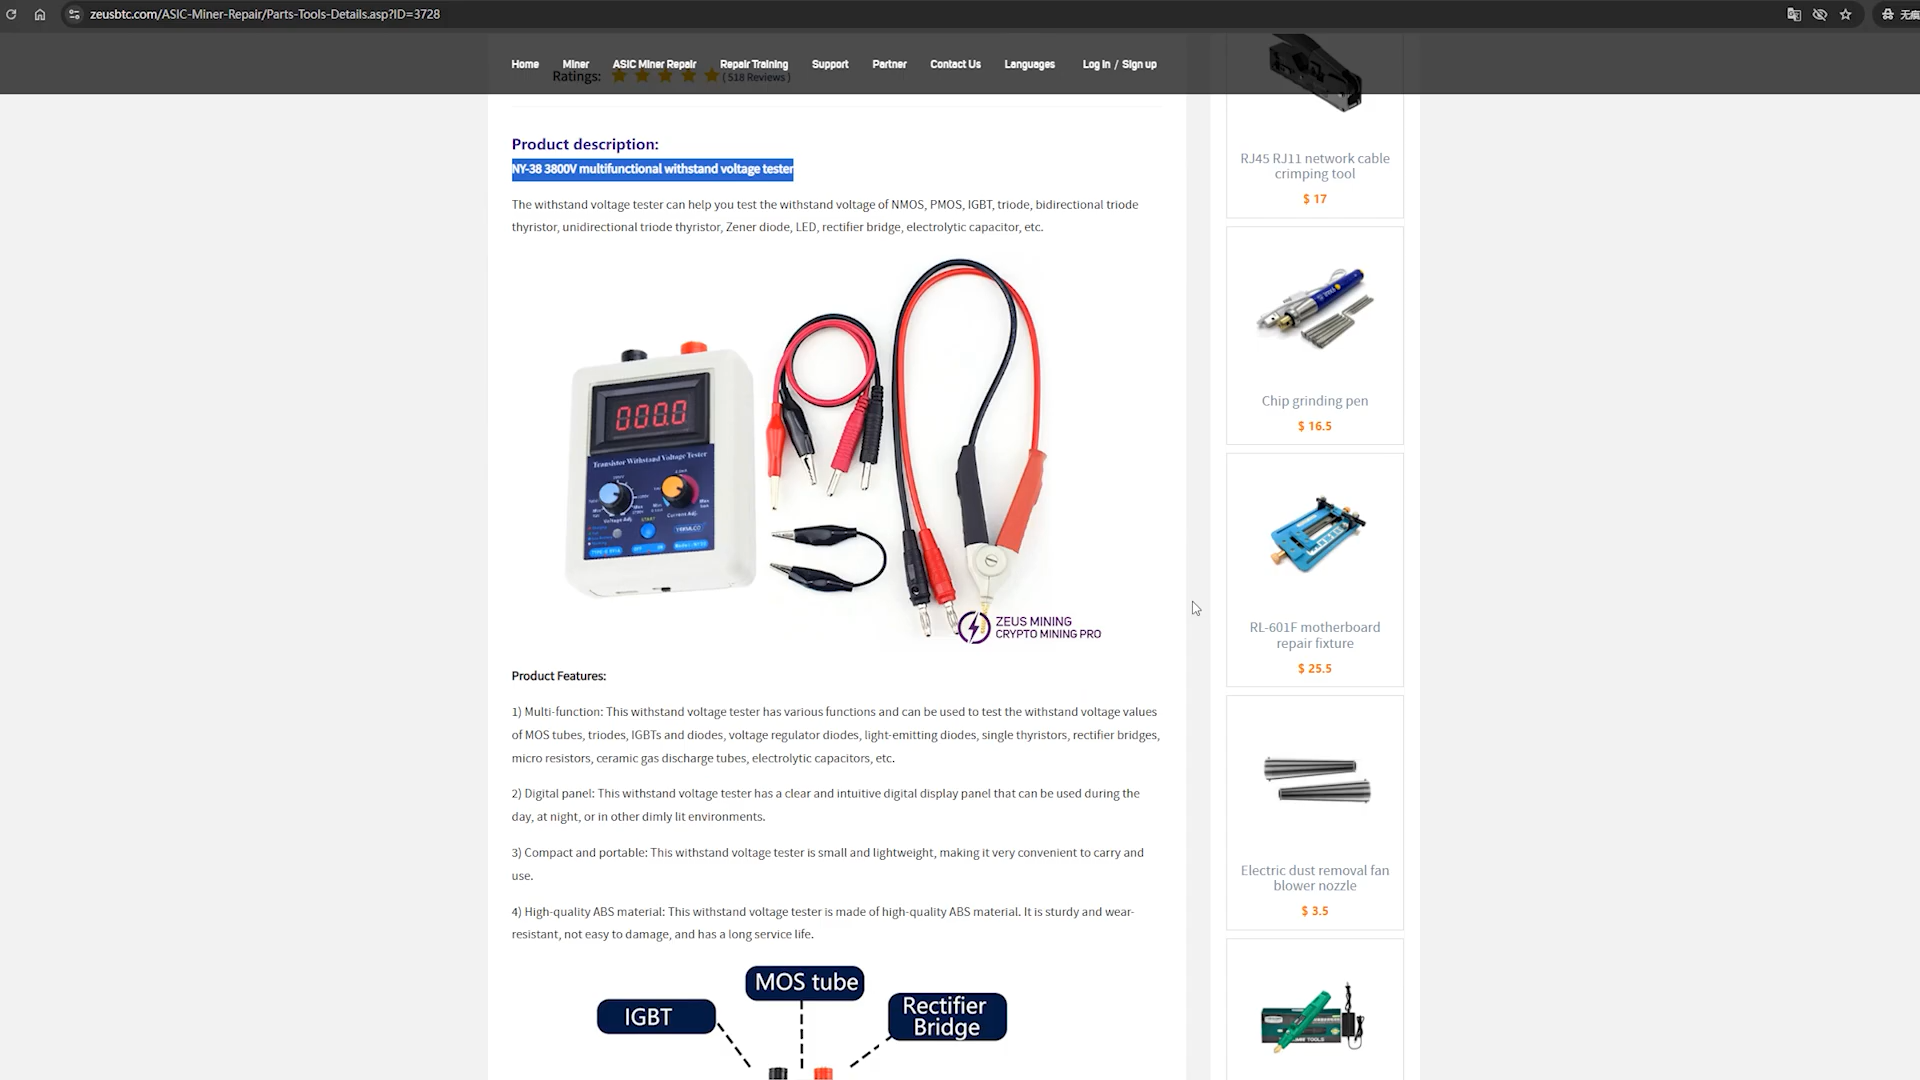 zeusbtc.com/ASIC-Miner-Repair/Parts-Tools-Details.asp?ID=3728
Home Miner ASIC Miner Repair Repair Training Support Partner Contact Us Languages Log in / Sign up
Ratings: ( 518 Reviews )
Product description:
NY-38 3800V multifunctional withstand voltage tester
The withstand voltage tester can help you test the withstand voltage of NMOS, PMOS, IGBT, triode, bidirectional triode
thyristor, unidirectional triode thyristor, Zener diode, LED, rectifier bridge, electrolytic capacitor, etc.
0000
Transistor Withstand Voltage Tester
Voltage Adj.
Current Adj.
START
ZEUS MINING
CRYPTO MINING PRO
Product Features:
1) Multi-function: This withstand voltage tester has various functions and can be used to test the withstand voltage values
of MOS tubes, triodes, IGBTs and diodes, voltage regulator diodes, light-emitting diodes, single thyristors, rectifier bridges,
micro resistors, ceramic gas discharge tubes, electrolytic capacitors, etc.
2) Digital panel: This withstand voltage tester has a clear and intuitive digital display panel that can be used during the
day, at night, or in other dimly lit environments.
3) Compact and portable: This withstand voltage tester is small and lightweight, making it very convenient to carry and
use.
4) High-quality ABS material: This withstand voltage tester is made of high-quality ABS material. It is sturdy and wear-
resistant, not easy to damage, and has a long service life.
MOS tube
IGBT
Rectifier
Bridge
RJ45 RJ11 network cable
crimping tool
$ 17
Chip grinding pen
$ 16.5
RL-601F motherboard
repair fixture
$ 25.5
Electric dust removal fan
blower nozzle
$ 3.5